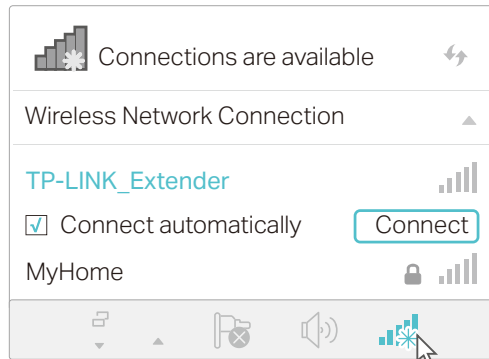 Connections are available
Wireless Network Connection
TP-LINK_Extender
Connect automatically Connect
MyHome